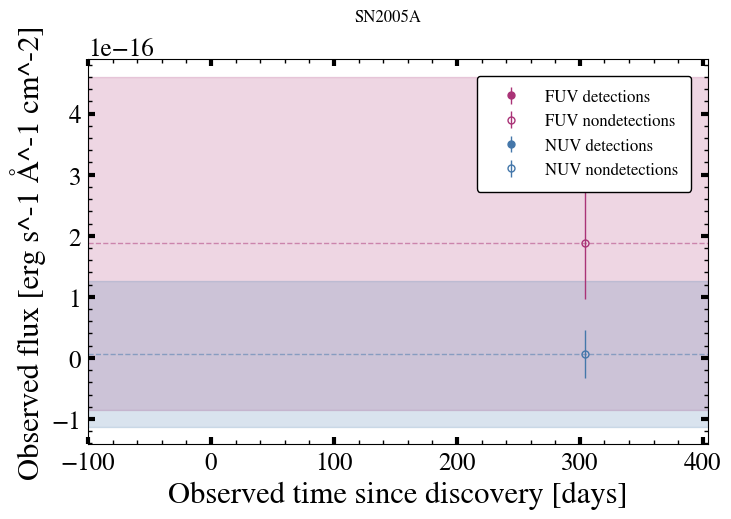 SN2005A
1e−16
Observed flux [erg s^-1 Å^-1 cm^-2]
4
3
2
1
0
−1
FUV detections
FUV nondetections
NUV detections
NUV nondetections
−100 0 100 200 300 400
Observed time since discovery [days]